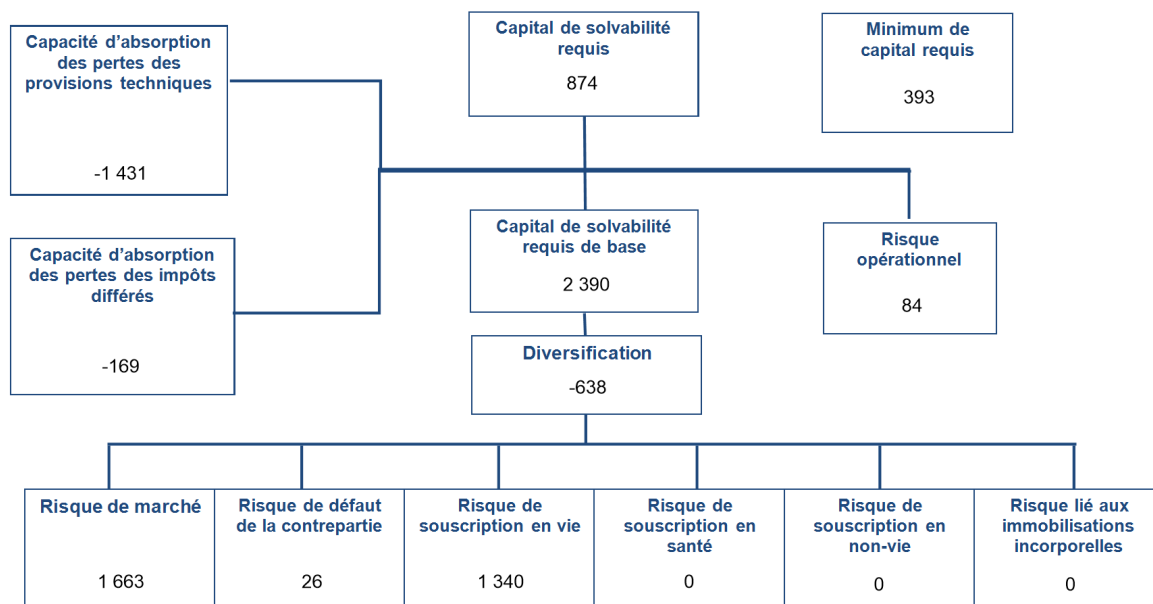 Capacité d’absorption
des pertes des
provisions techniques
-1 431
Capital de solvabilité
requis
874
Minimum de
capital requis
393
Capacité d’absorption
des pertes des impôts
différés
-169
Capital de solvabilité
requis de base
2 390
Risque
opérationnel
84
Diversification
-638
Risque de marché
1 663
Risque de défaut
de la contrepartie
26
Risque de
souscription en vie
1 340
Risque de
souscription en
santé
0
Risque de
souscription en
non-vie
0
Risque lié aux
immobilisations
incorporelles
0